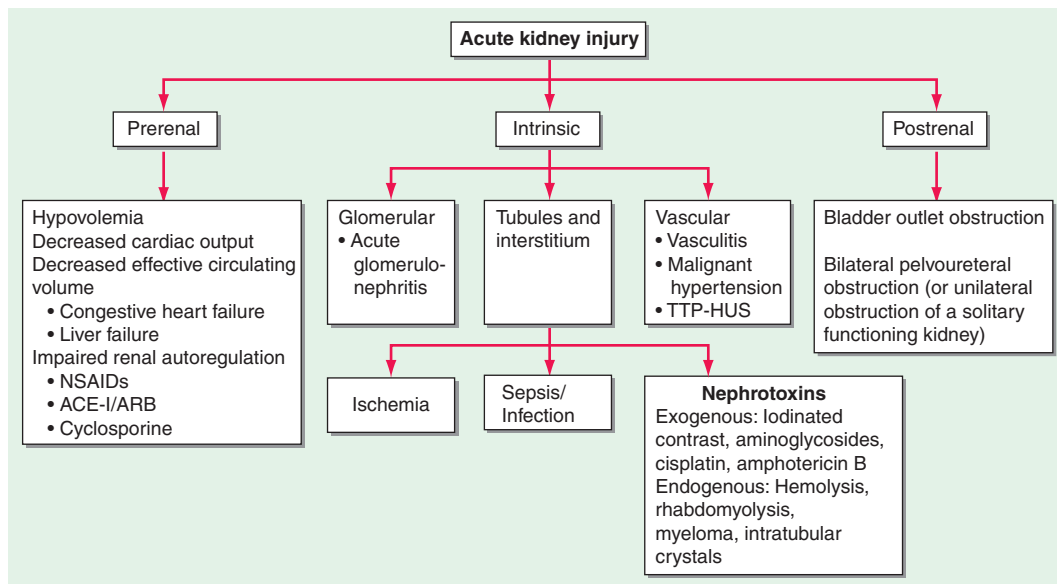 Acute kidney injury
Prerenal
Intrinsic
Postrenal
Hypovolemia
Decreased cardiac output
Decreased effective circulating
volume
• Congestive heart failure
• Liver failure
Impaired renal autoregulation
• NSAIDs
• ACE-I/ARB
• Cyclosporine
Glomerular
• Acute
glomerulo-
nephritis
Tubules and
interstitium
Vascular
• Vasculitis
• Malignant
hypertension
• TTP-HUS
Bladder outlet obstruction
Bilateral pelvoureteral
obstruction (or unilateral
obstruction of a solitary
functioning kidney)
Ischemia
Sepsis/
Infection
Nephrotoxins
Exogenous: Iodinated
contrast, aminoglycosides,
cisplatin, amphotericin B
Endogenous: Hemolysis,
rhabdomyolysis,
myeloma, intratubular
crystals